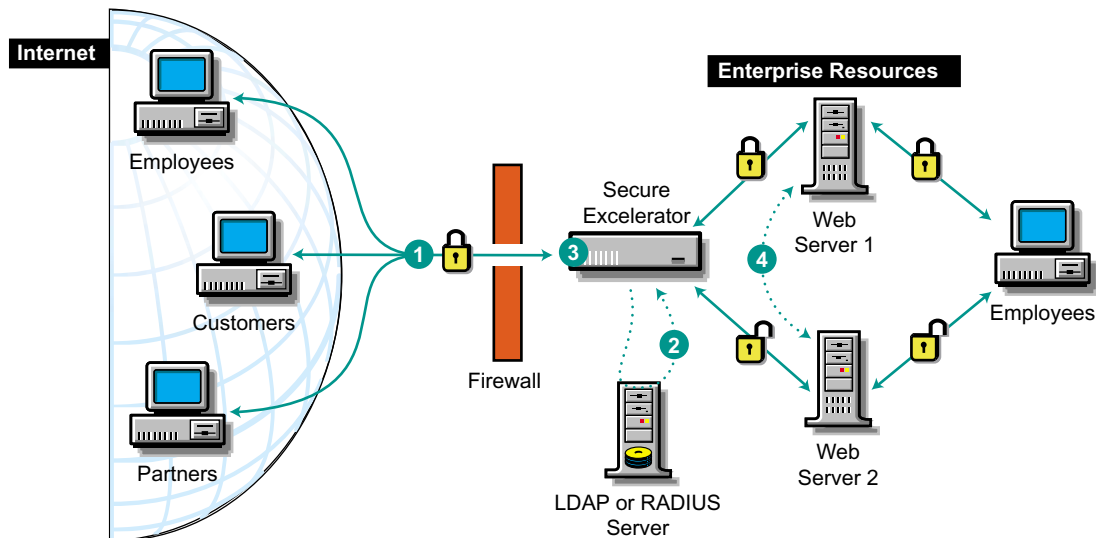 Internet
Enterprise Resources
Employees
Customers
Partners
1
Firewall
Secure
Excelerator
3
2
LDAP or RADIUS
Server
Web
Server 1
4
Web
Server 2
Employees